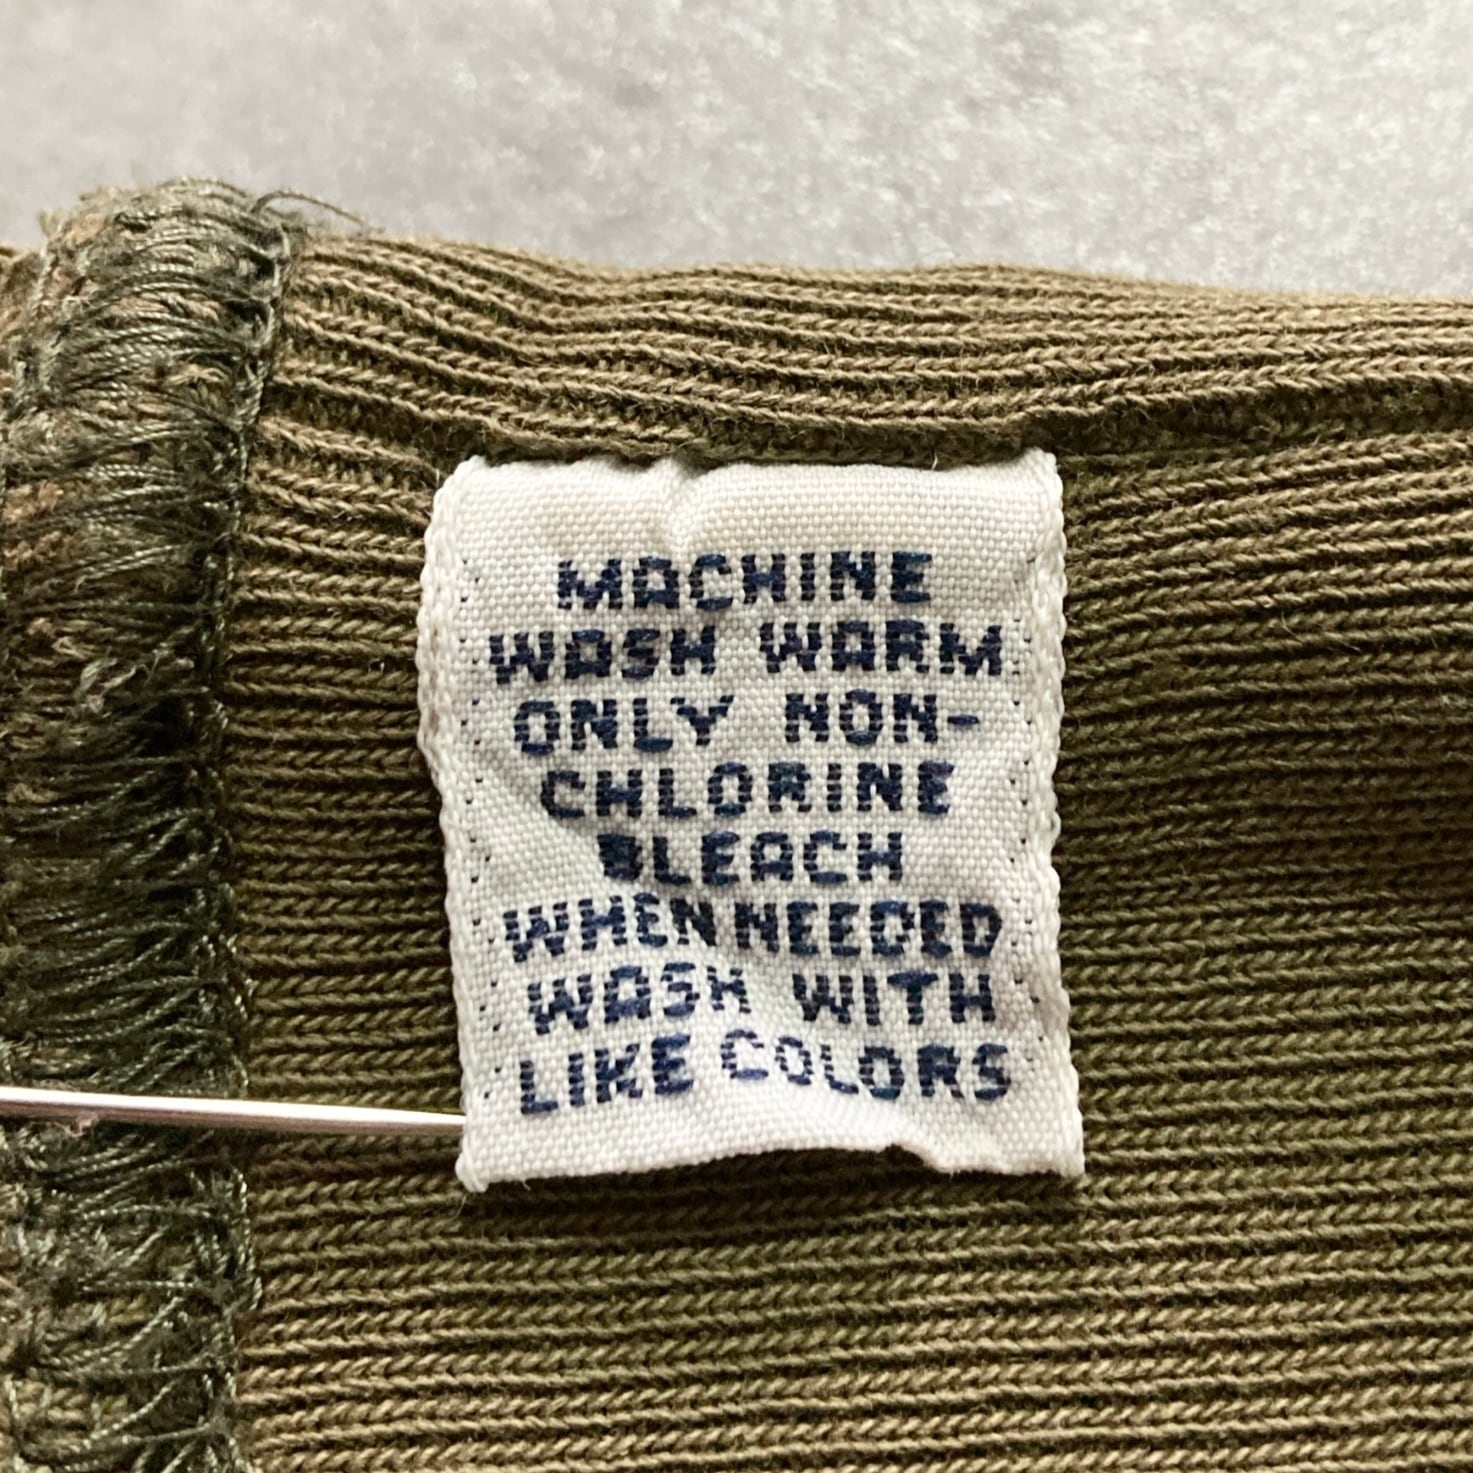 MACHINE
WASH WARM
ONLY NON-
CHLORINE
BLEACH
WHEN NEEDED
WASH WITH
LIKE COLORS